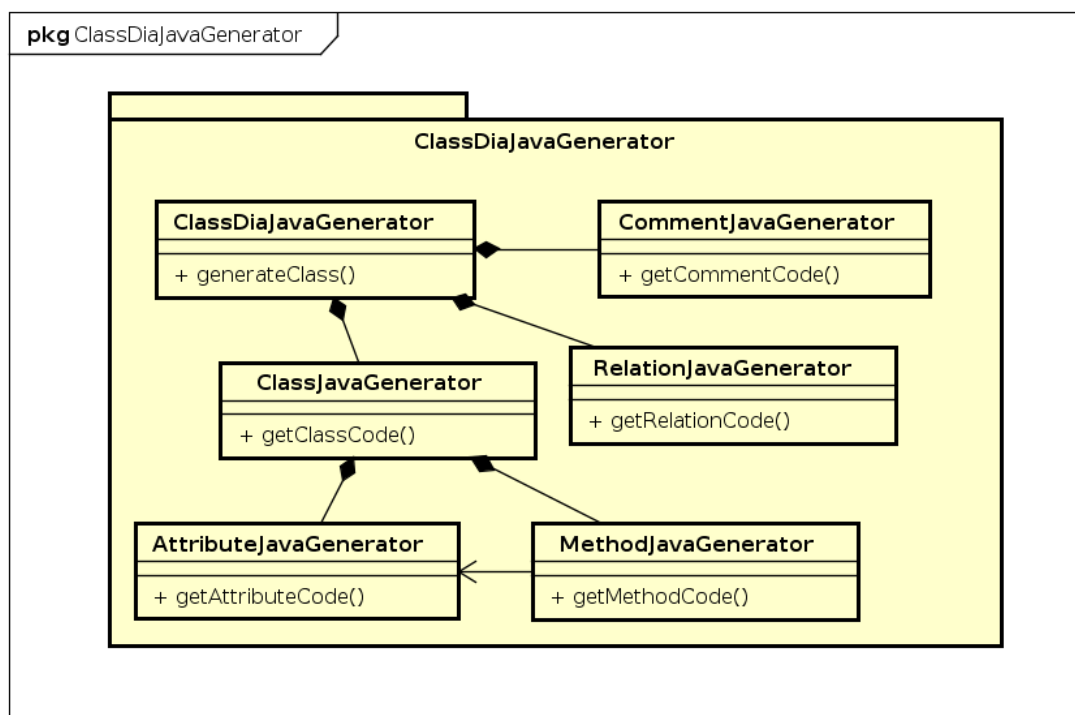 pkg ClassDiaJavaGenerator
ClassDiaJavaGenerator
ClassDiaJavaGenerator
+ generateClass()
CommentJavaGenerator
+ getCommentCode()
ClassJavaGenerator
+ getClassCode()
RelationJavaGenerator
+ getRelationCode()
AttributeJavaGenerator
+ getAttributeCode()
MethodJavaGenerator
+ getMethodCode()